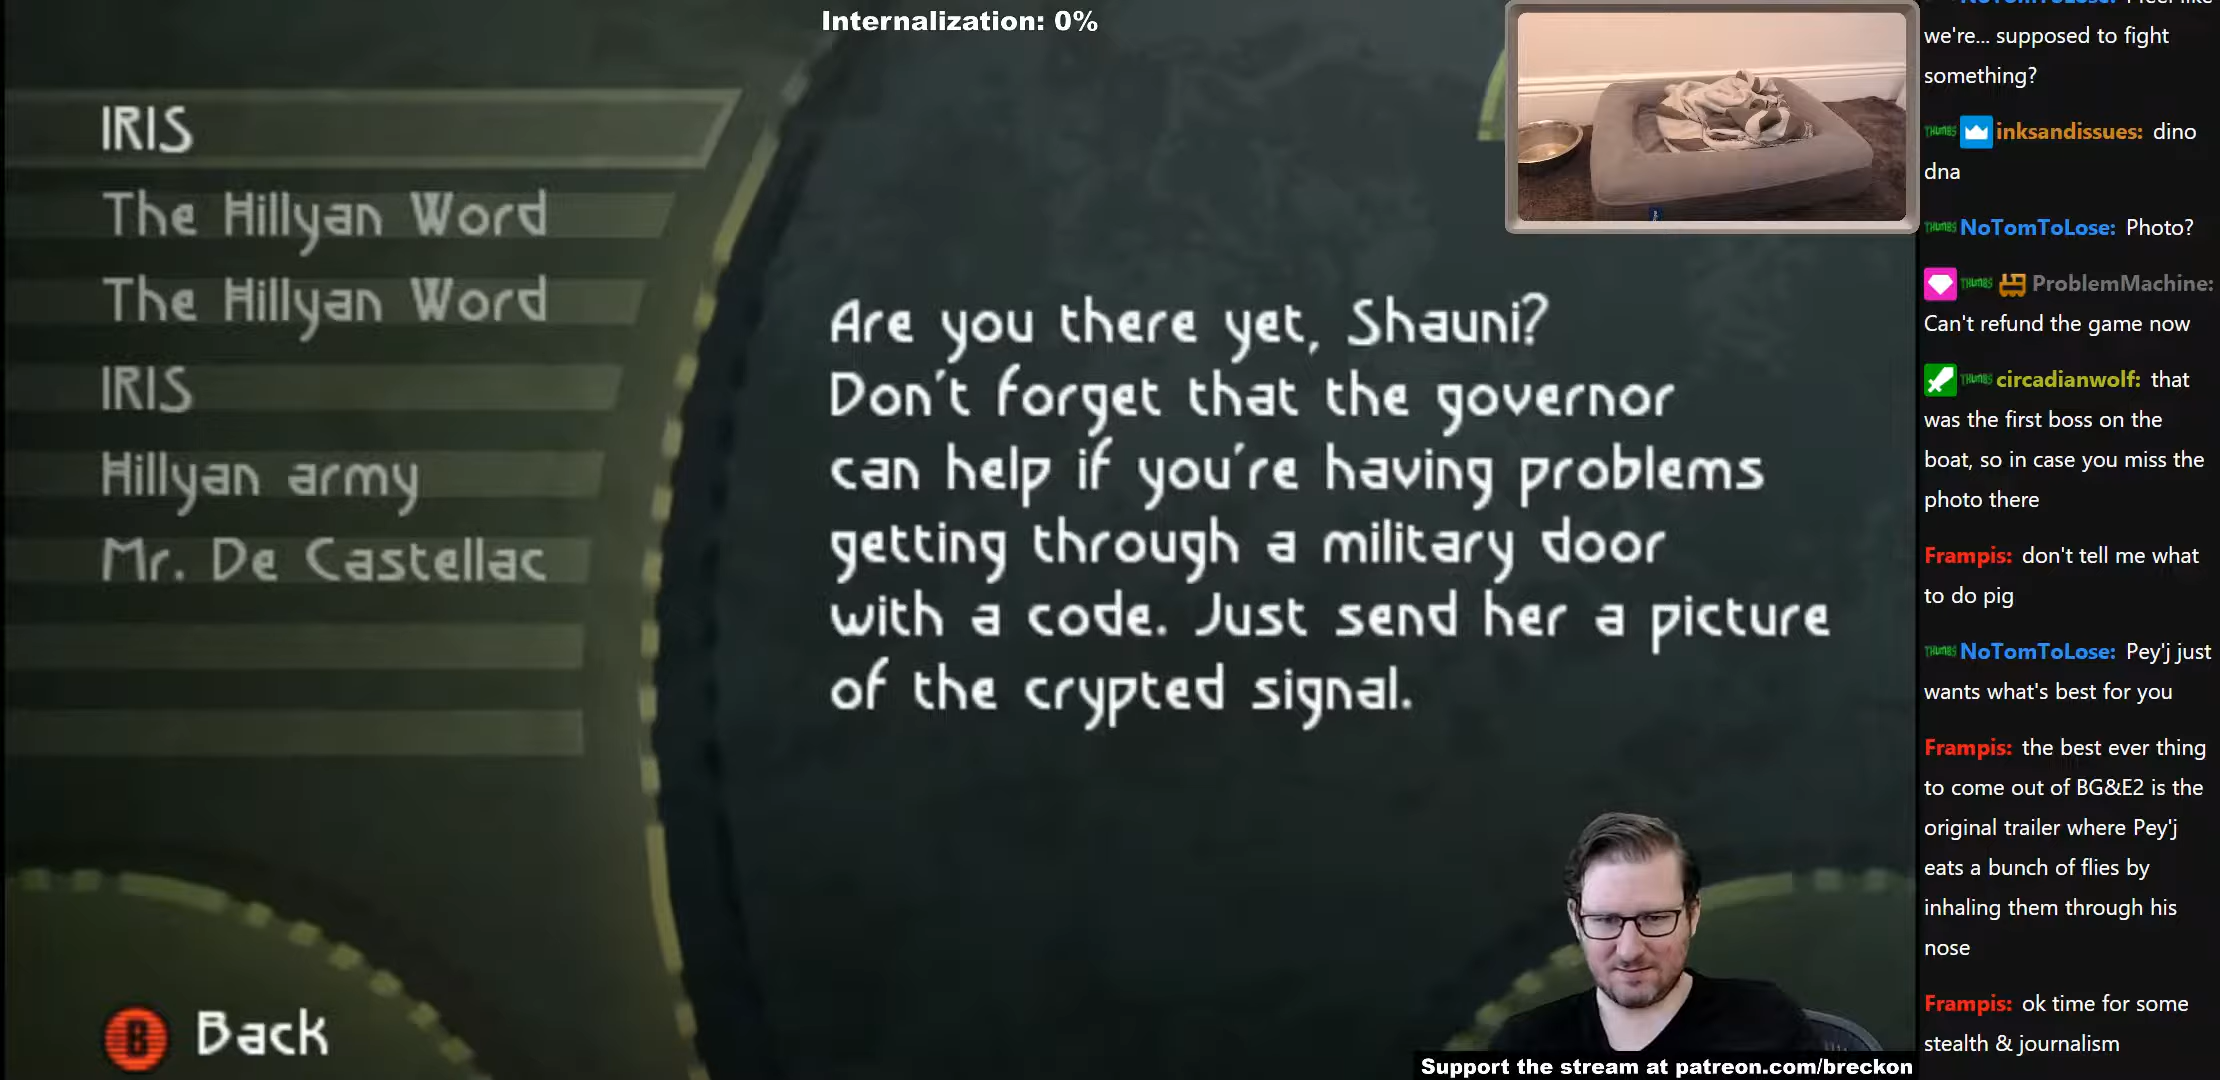 Internalization: 0%
IRIS
The Hillyan Word
The Hillyan Word
IRIS
Hillyan army
Mr. De Castellac
Are you there yet, Shauni?
Don't forget that the governor
can help if you're having problems
getting through a military door
with a code. Just send her a picture
of the crypted signal.
B Back
Support the stream at patreon.com/breckon
we're... supposed to fight
something?
THUMBS inksandissues: dino
dna
THUMBS NoTomToLose: Photo?
THUMBS ProblemMachine:
Can't refund the game now
THUMBS circadianwolf: that
was the first boss on the
boat, so in case you miss the
photo there
Frampis: don't tell me what
to do pig
THUMBS NoTomToLose: Pey'j just
wants what's best for you
Frampis: the best ever thing
to come out of BG&E2 is the
original trailer where Pey'j
eats a bunch of flies by
inhaling them through his
nose
Frampis: ok time for some
stealth & journalism